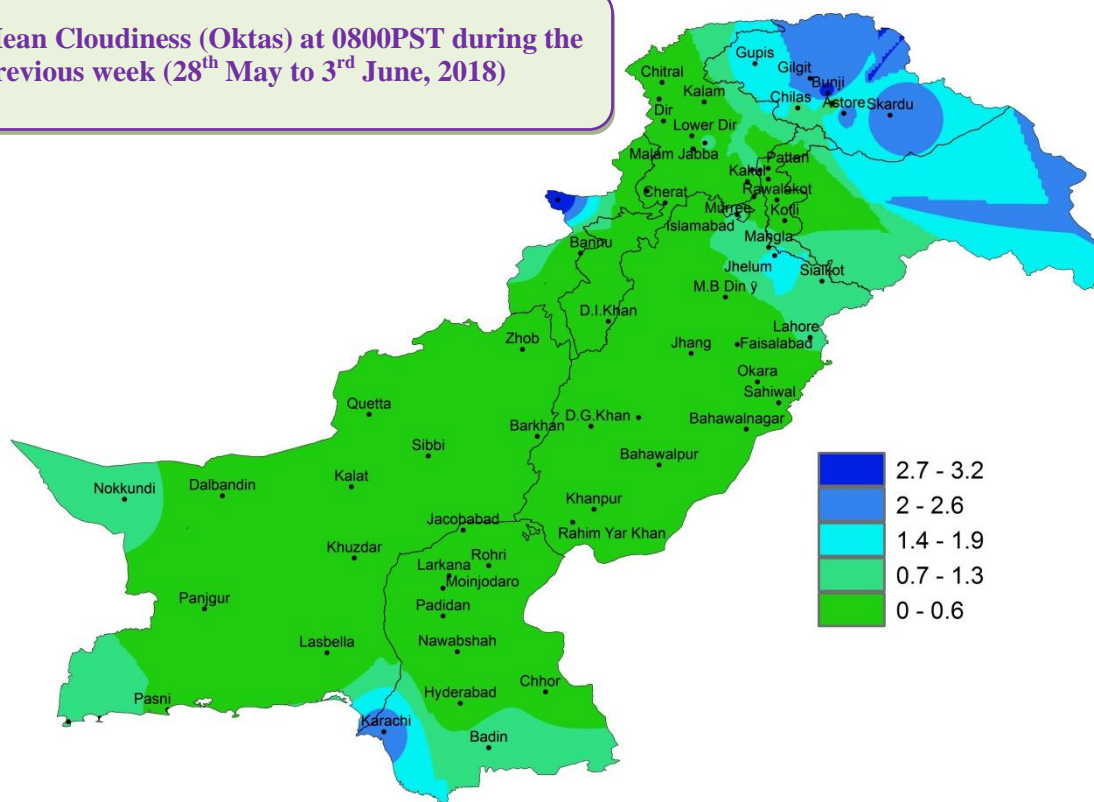 Mean Cloudiness (Oktas) at 0800PST during the
previous week (28th May to 3rd June, 2018)
Gupis
Gilgit
Bunji
Chitral
Kalam
Chilas
Astore
Skardu
Dir
Lower Dir
Malam Jabba
Pattan
Kakul
Cherat
Rawalakot
Murree
Kotli
Islamabad
Mangla
Bannu
Jhelum
Sialkot
M.B Din ÿ
D.I.Khan
Lahore
Zhob
Jhang
Faisalabad
Okara
Sahiwal
Quetta
D.G.Khan
Bahawalnagar
Barkhan
Sibbi
Bahawalpur
2.7 - 3.2
Nokkundi
Dalbandin
Kalat
2 - 2.6
Khanpur
Jacobabad
Rahim Yar Khan
1.4 - 1.9
Khuzdar
Rohri
Larkana
Moinjodaro
0.7 - 1.3
Panjgur
Padidan
0 - 0.6
Lasbella
Nawabshah
Pasni
Hyderabad
Chhor
Karachi
Badin